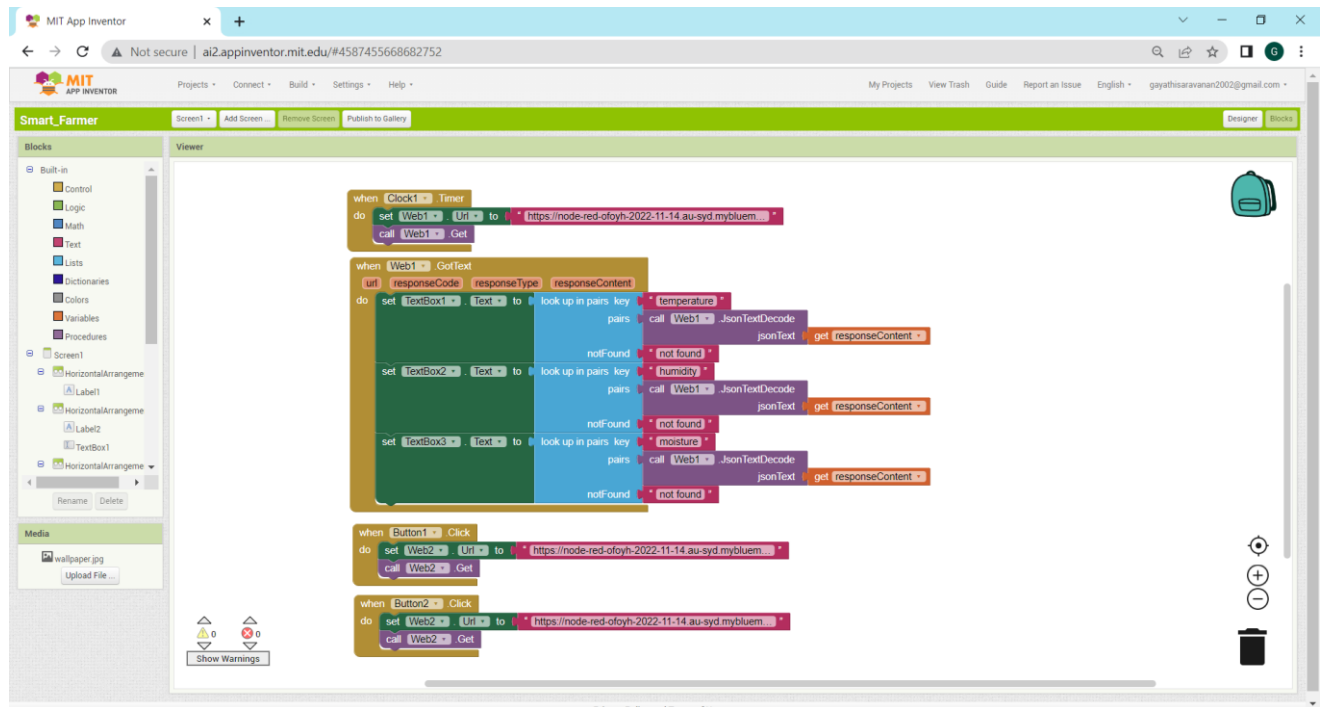 MIT App Inventor
Not secure | ai2.appinventor.mit.edu/#4587455668682752
G
MIT
APP INVENTOR
Projects Connect Build Settings Help
My Projects View Trash Guide Report an Issue English gayathisaravanan2002@gmail.com
Smart_Farmer
Screen1 Add Screen ... Remove Screen Publish to Gallery
Designer Blocks
Blocks
Viewer
Built-in
Control
Logic
Math
Text
Lists
Dictionaries
Colors
Variables
Procedures
Screen1
HorizontalArrangeme
Label1
HorizontalArrangeme
Label2
TextBox1
HorizontalArrangeme
Rename Delete
Media
wallpaper.jpg
Upload File ...
when Clock1 .Timer
do set Web1 . Url to " https://node-red-ofoyh-2022-11-14.au-syd.mybluem... "
call Web1 .Get
when Web1 .GotText
url responseCode responseType responseContent
do set TextBox1 . Text to look up in pairs key " temperature "
pairs call Web1 .JsonTextDecode
jsonText get responseContent
notFound " not found "
set TextBox2 . Text to look up in pairs key " humidity "
pairs call Web1 .JsonTextDecode
jsonText get responseContent
notFound " not found "
set TextBox3 . Text to look up in pairs key " moisture "
pairs call Web1 .JsonTextDecode
jsonText get responseContent
notFound " not found "
when Button1 .Click
do set Web2 . Url to " https://node-red-ofoyh-2022-11-14.au-syd.mybluem... "
call Web2 .Get
when Button2 .Click
do set Web2 . Url to " https://node-red-ofoyh-2022-11-14.au-syd.mybluem... "
call Web2 .Get
0 0
Show Warnings